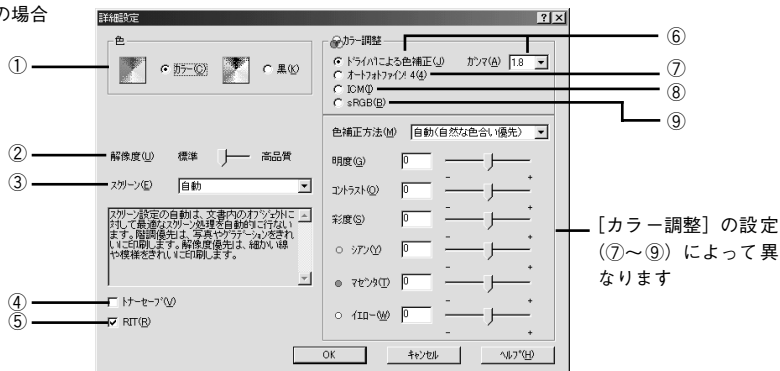 の場合
詳細設定
色
① カラー(C) 黒(K)
② 解像度(U) 標準 高品質
③ スクリーン(E) 自動
スクリーン設定の自動は、文書内のオブジェクトに
対して最適なスクリーン処理を自動的に行ない
ます。階調優先は、写真やグラデーションをきれ
いに印刷します。解像度優先は、細かい線
や模様をきれいに印刷します。
④ トナーセーブ(V)
⑤ RIT(R)
カラー調整 ⑥
ドライバによる色補正(J) ガンマ(A) 1.8
オートフォトファイン! 4(4) ⑦
ICM(I) ⑧
sRGB(B) ⑨
色補正方法(M) 自動(自然な色合い優先)
明度(G) 0
- +
コントラスト(O) 0
- +
彩度(S) 0
- +
シアン(Y) 0
- +
マゼンタ(T) 0
- +
イエロー(W) 0
- +
[カラー調整]の設定
(⑦~⑨)によって異
なります
OK キャンセル ヘルプ(H)